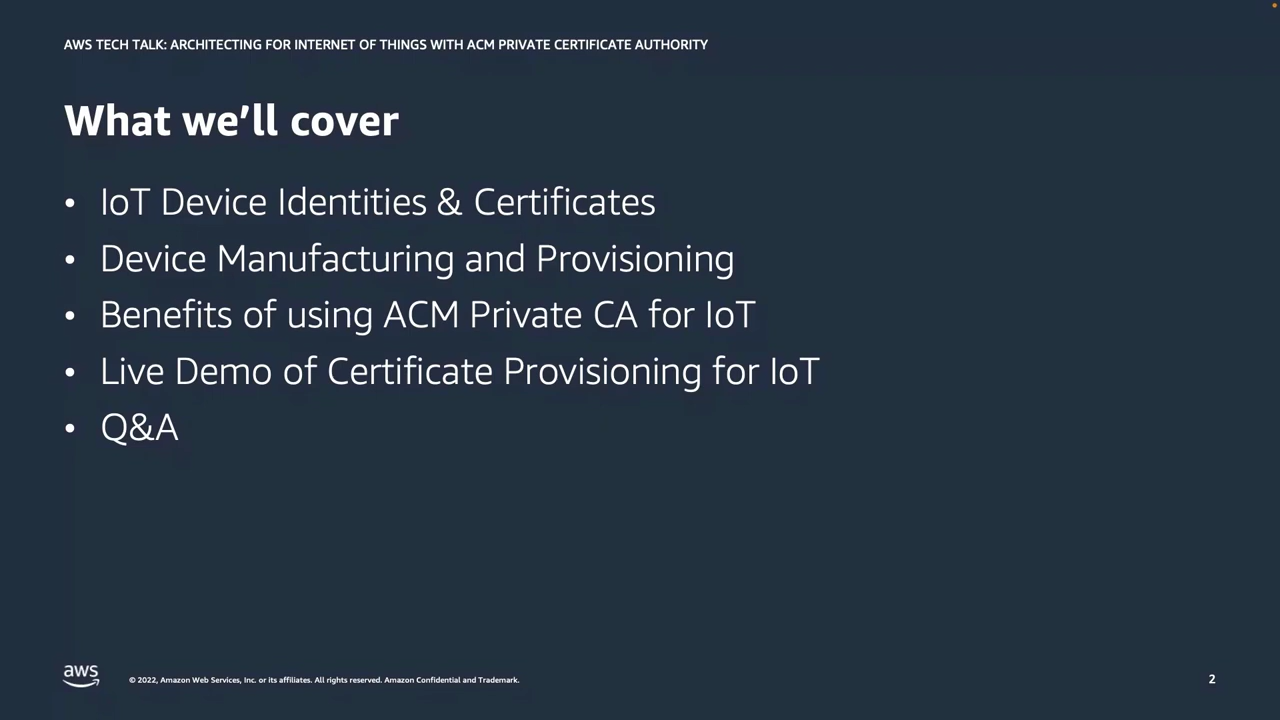 AWS TECH TALK: ARCHITECTING FOR INTERNET OF THINGS WITH ACM PRIVATE CERTIFICATE AUTHORITY
What we’ll cover
• IoT Device Identities & Certificates
• Device Manufacturing and Provisioning
• Benefits of using ACM Private CA for IoT
• Live Demo of Certificate Provisioning for IoT
• Q&A
aws
© 2022, Amazon Web Services, Inc. or its affiliates. All rights reserved. Amazon Confidential and Trademark.
2